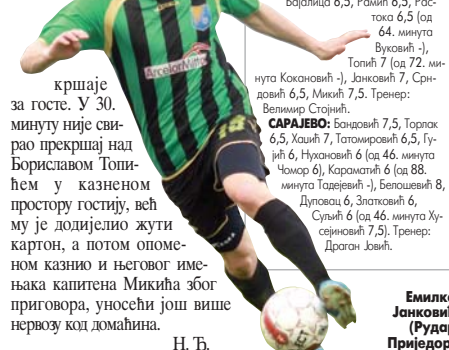 Бајалица 6,5, Рамић 6,5, Рас-
тока 6,5 (од
64. минута
Вуковић -),
Топић 7 (од 72. ми-
нута Кокановић -), Јанковић 7, Срн-
довић 6,5, Микић 7,5. Тренер:
Велимир Стојнић.
САРАЈЕВО: Бандовић 7,5, Торлак
6,5, Хашић 7, Татомировић 6,5, Гу-
јић 6, Нухановић 6 (од 46. минута
Чомор 6), Караматић 6 (од 88.
минута Тадејевић -), Белошевић 8,
Дуповац 6, Златковић 6,
Суљић 6 (од 46. минута Ху-
сејиновић 7,5). Тренер:
Драган Јовић.
кршаје
за госте. У 30.
минуту није сви-
рао прекршај над
Бориславом Топи-
ћем у казненом
простору гостију, већ
му је додијелио жути
картон, а потом опоме-
ном казнио и његовог име-
њака капитена Микића због
приговора, уносећи још више
нервозу код домаћина.
Н. Ђ.
ArcelorMittal
Емилко
Јанковић
(Рудар
Приједор)